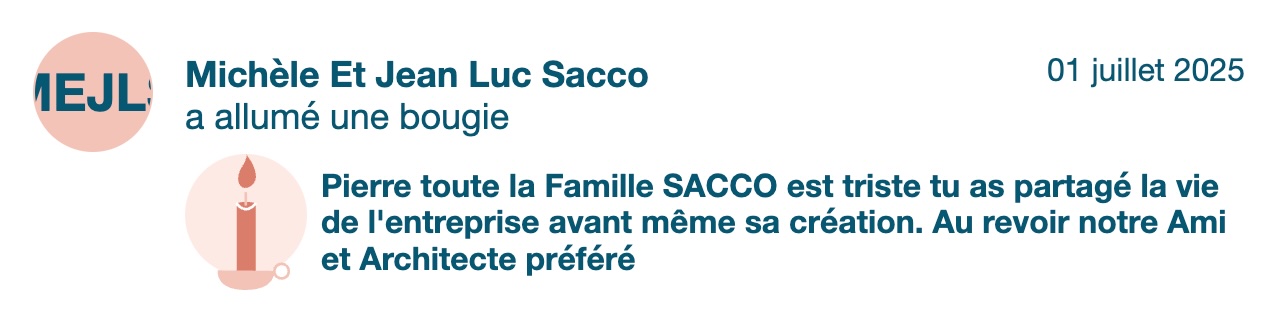 MEJLS
Michèle Et Jean Luc Sacco
01 juillet 2025
a allumé une bougie
Pierre toute la Famille SACCO est triste tu as partagé la vie
de l'entreprise avant même sa création. Au revoir notre Ami
et Architecte préféré